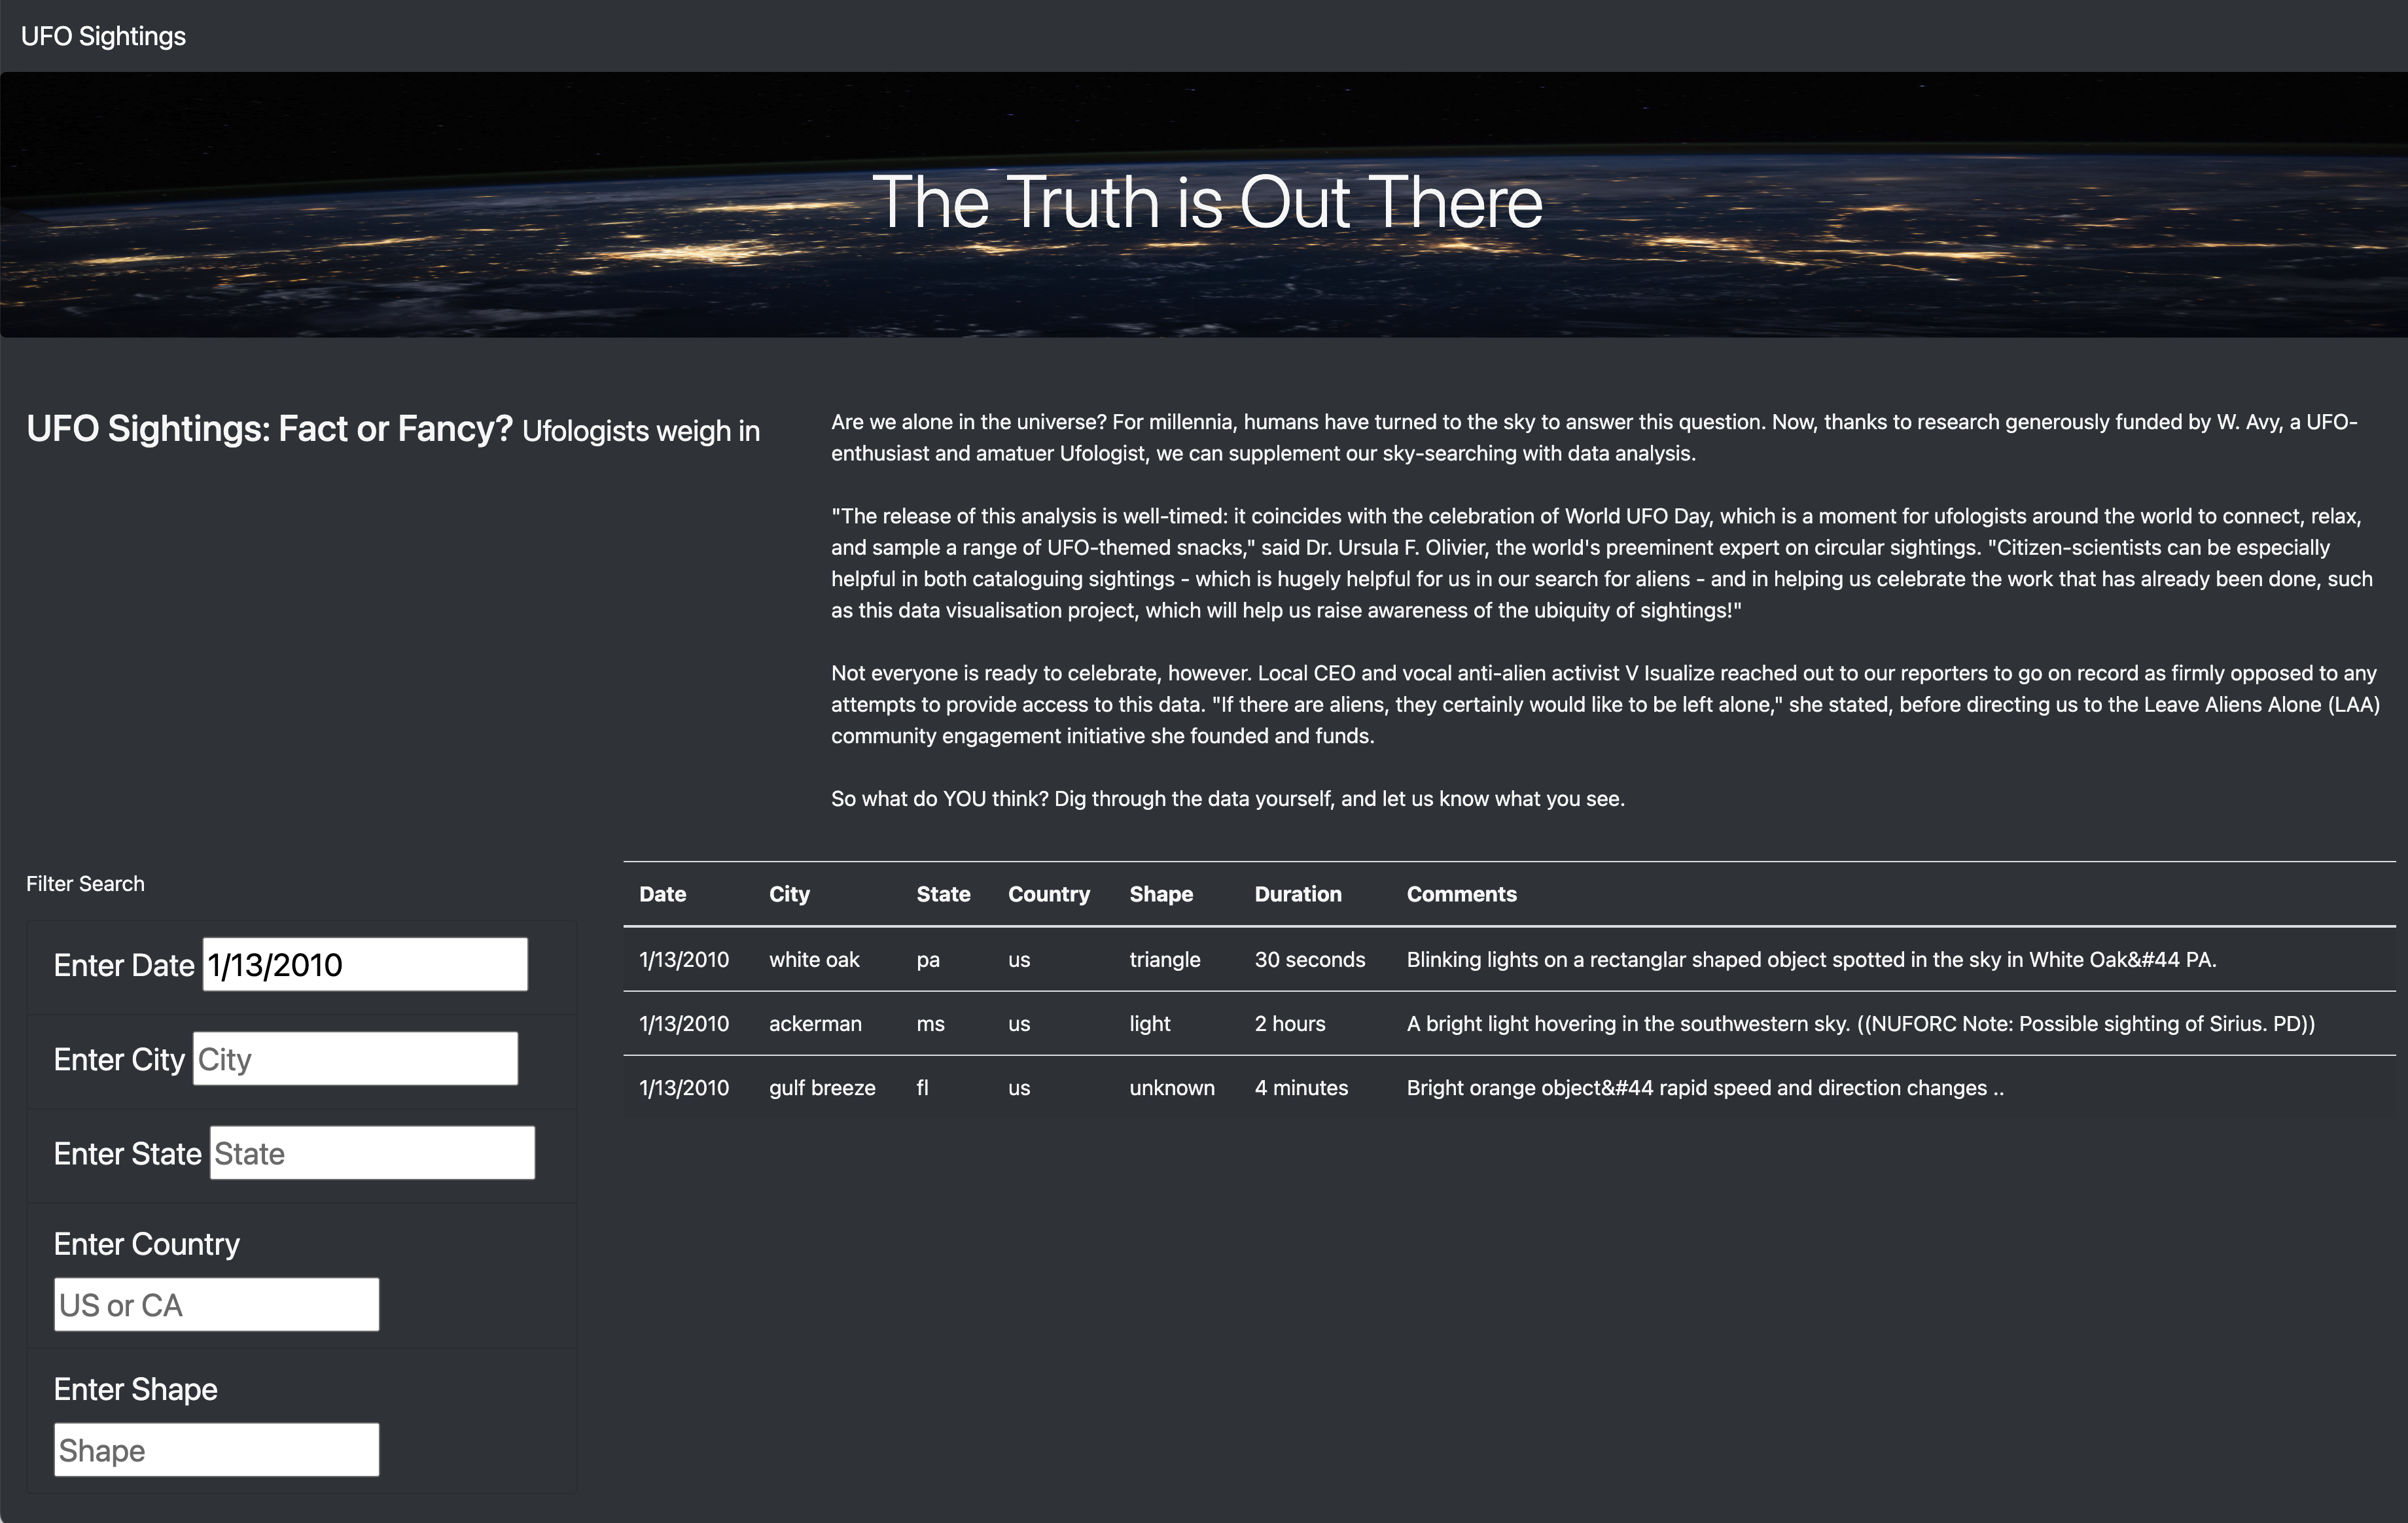 UFO Sightings
The Truth is Out There
UFO Sightings: Fact or Fancy? Ufologists weigh in
Are we alone in the universe? For millennia, humans have turned to the sky to answer this question. Now, thanks to research generously funded by W. Avy, a UFO-
enthusiast and amatuer Ufologist, we can supplement our sky-searching with data analysis.
"The release of this analysis is well-timed: it coincides with the celebration of World UFO Day, which is a moment for ufologists around the world to connect, relax,
and sample a range of UFO-themed snacks," said Dr. Ursula F. Olivier, the world's preeminent expert on circular sightings. "Citizen-scientists can be especially
helpful in both cataloguing sightings - which is hugely helpful for us in our search for aliens - and in helping us celebrate the work that has already been done, such
as this data visualisation project, which will help us raise awareness of the ubiquity of sightings!"
Not everyone is ready to celebrate, however. Local CEO and vocal anti-alien activist V Isualize reached out to our reporters to go on record as firmly opposed to any
attempts to provide access to this data. "If there are aliens, they certainly would like to be left alone," she stated, before directing us to the Leave Aliens Alone (LAA)
community engagement initiative she founded and funds.
So what do YOU think? Dig through the data yourself, and let us know what you see.
Filter Search
Enter Date 1/13/2010
Enter City City
Enter State State
Enter Country
US or CA
Enter Shape
Shape
Date City State Country Shape Duration Comments
1/13/2010 white oak pa us triangle 30 seconds Blinking lights on a rectanglar shaped object spotted in the sky in White Oak&#44 PA.
1/13/2010 ackerman ms us light 2 hours A bright light hovering in the southwestern sky. ((NUFORC Note: Possible sighting of Sirius. PD))
1/13/2010 gulf breeze fl us unknown 4 minutes Bright orange object&#44 rapid speed and direction changes ..